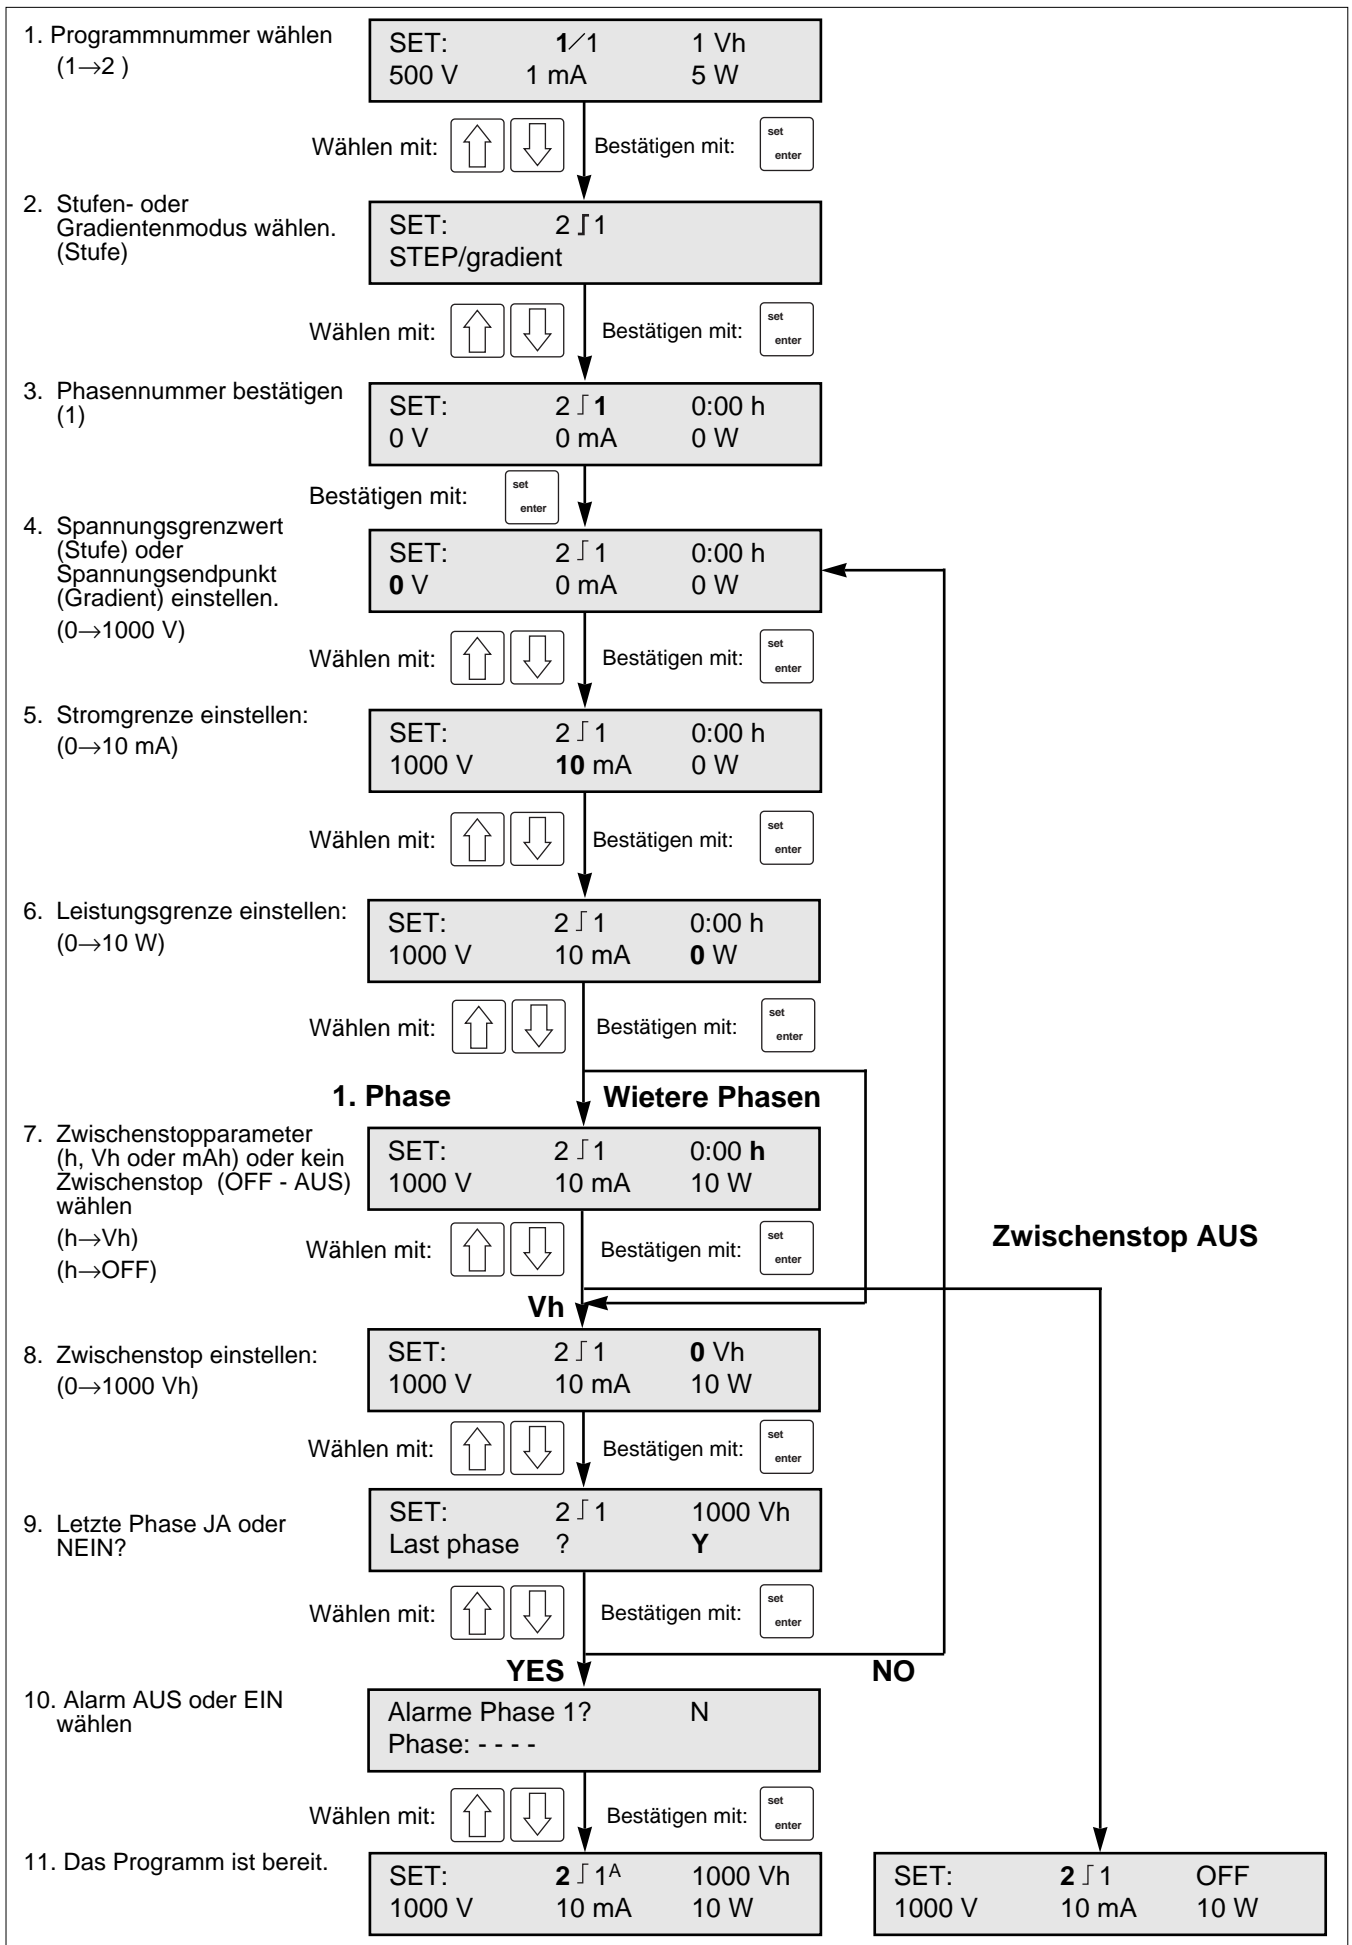 1. Programmnummer wählen
(1→2 )
SET: 1/1 1 Vh
500 V 1 mA 5 W
Wählen mit: Bestätigen mit: set enter
2. Stufen- oder
Gradientenmodus wählen.
(Stufe)
SET: 2 ⌠ 1
STEP/gradient
Wählen mit: Bestätigen mit: set enter
3. Phasennummer bestätigen
(1)
SET: 2 ⌠ 1 0:00 h
0 V 0 mA 0 W
Bestätigen mit: set enter
4. Spannungsgrenzwert
(Stufe) oder
Spannungsendpunkt
(Gradient) einstellen.
(0→1000 V)
SET: 2 ⌠ 1 0:00 h
0 V 0 mA 0 W
Wählen mit: Bestätigen mit: set enter
5. Stromgrenze einstellen:
(0→10 mA)
SET: 2 ⌠ 1 0:00 h
1000 V 10 mA 0 W
Wählen mit: Bestätigen mit: set enter
6. Leistungsgrenze einstellen:
(0→10 W)
SET: 2 ⌠ 1 0:00 h
1000 V 10 mA 0 W
Wählen mit: Bestätigen mit: set enter
1. Phase Wietere Phasen
7. Zwischenstopparameter
(h, Vh oder mAh) oder kein
Zwischenstop (OFF - AUS)
wählen
(h→Vh)
(h→OFF)
SET: 2 ⌠ 1 0:00 h
1000 V 10 mA 10 W
Wählen mit: Bestätigen mit: set enter
Zwischenstop AUS
Vh
8. Zwischenstop einstellen:
(0→1000 Vh)
SET: 2 ⌠ 1 0 Vh
1000 V 10 mA 10 W
Wählen mit: Bestätigen mit: set enter
9. Letzte Phase JA oder
NEIN?
SET: 2 ⌠ 1 1000 Vh
Last phase ? Y
Wählen mit: Bestätigen mit: set enter
YES NO
10. Alarm AUS oder EIN
wählen
Alarme Phase 1? N
Phase: - - - -
Wählen mit: Bestätigen mit: set enter
11. Das Programm ist bereit.
SET: 2 ⌠ 1ᴬ 1000 Vh
1000 V 10 mA 10 W
SET: 2 ⌠ 1 OFF
1000 V 10 mA 10 W